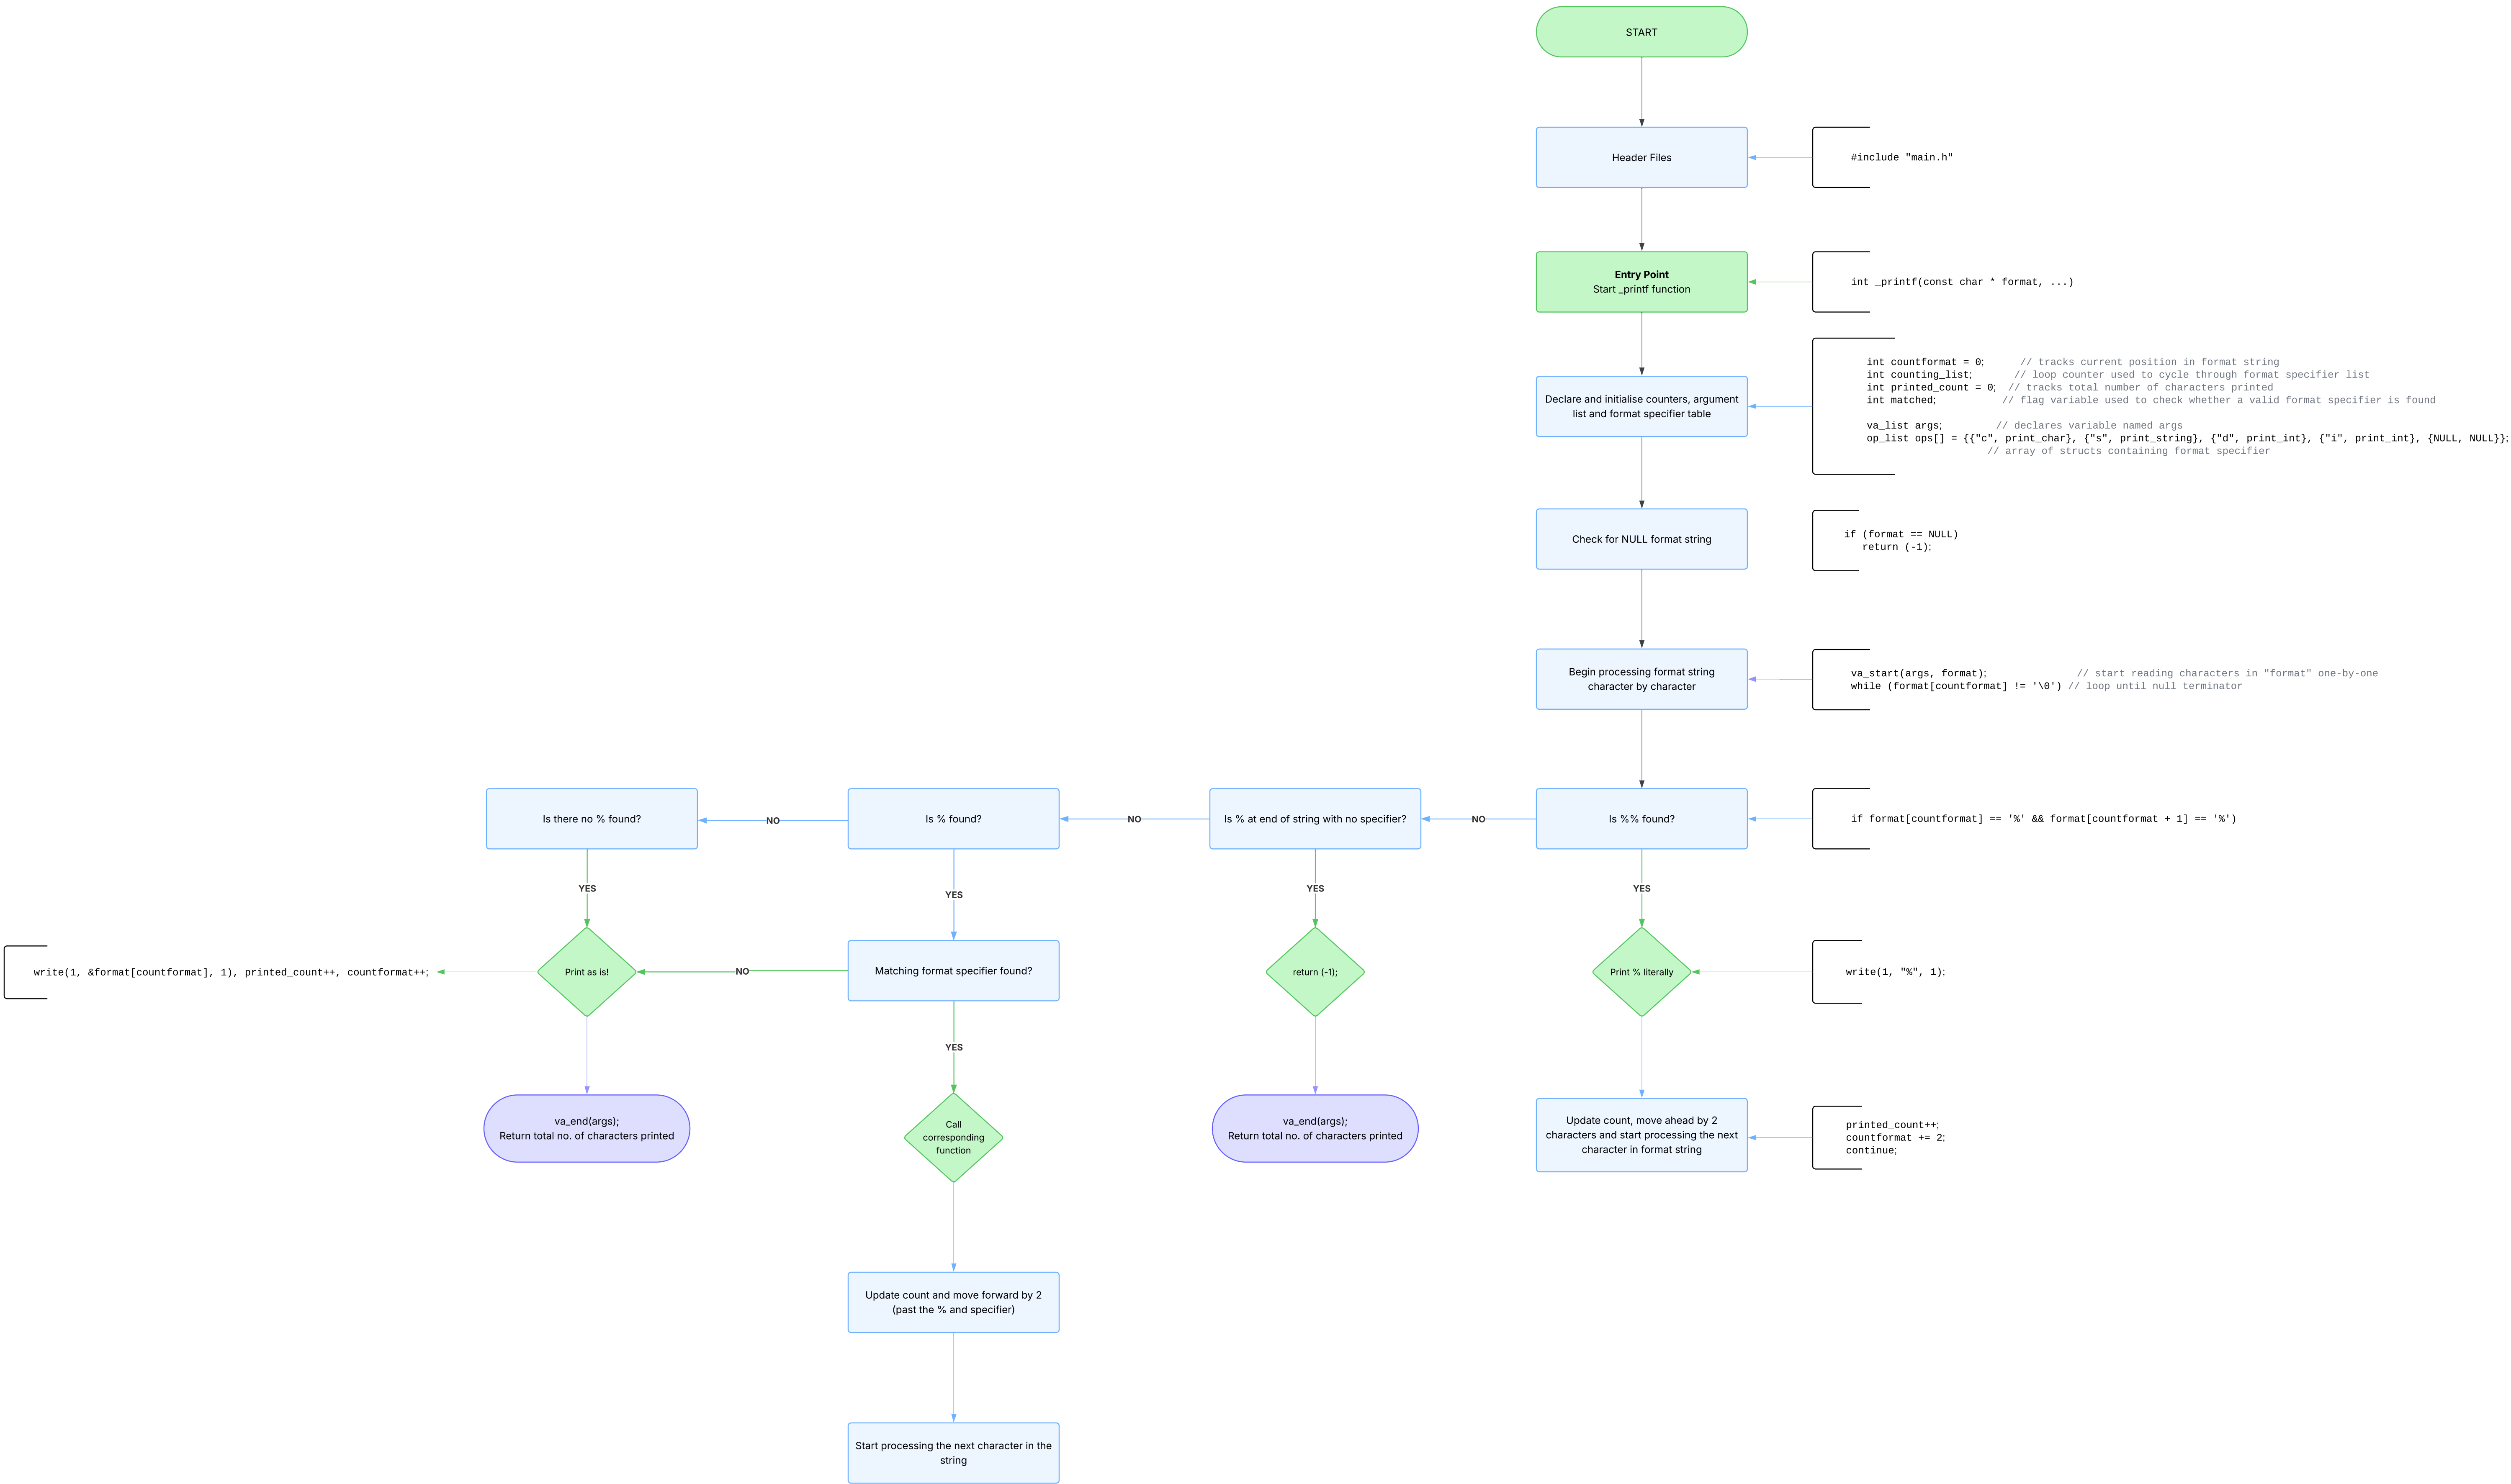 START
Header Files
#include "main.h"
Entry Point
Start _printf function
int _printf(const char * format, ...)
Declare and initialise counters, argument
list and format specifier table
int countformat = 0;      // tracks current position in format string
int counting_list;       // loop counter used to cycle through format specifier list
int printed_count = 0;  // tracks total number of characters printed
int matched;           // flag variable used to check whether a valid format specifier is found
va_list args;         // declares variable named args
op_list ops[] = {{"c", print_char}, {"s", print_string}, {"d", print_int}, {"i", print_int}, {NULL, NULL}};
// array of structs containing format specifier
Check for NULL format string
if (format == NULL)
return (-1);
Begin processing format string
character by character
va_start(args, format);               // start reading characters in "format" one-by-one
while (format[countformat] != '\0') // loop until null terminator
Is there no % found?
NO
Is % found?
NO
Is % at end of string with no specifier?
NO
Is %% found?
if format[countformat] == '%' && format[countformat + 1] == '%')
YES
YES
YES
YES
write(1, &format[countformat], 1), printed_count++, countformat++;
Print as is!
NO
Matching format specifier found?
return (-1);
Print % literally
write(1, "%", 1);
YES
va_end(args);
Return total no. of characters printed
Call
corresponding
function
va_end(args);
Return total no. of characters printed
Update count, move ahead by 2
characters and start processing the next
character in format string
printed_count++;
countformat += 2;
continue;
Update count and move forward by 2
(past the % and specifier)
Start processing the next character in the
string